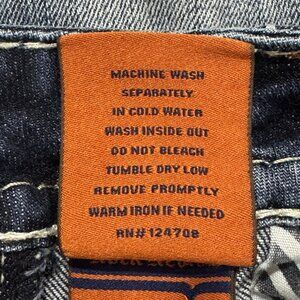 MACHINE WASH
SEPARATELY
IN COLD WATER
WASH INSIDE OUT
DO NOT BLEACH
TUMBLE DRY LOW
REMOVE PROMPTLY
WARM IRON IF NEEDED
RN# 124708